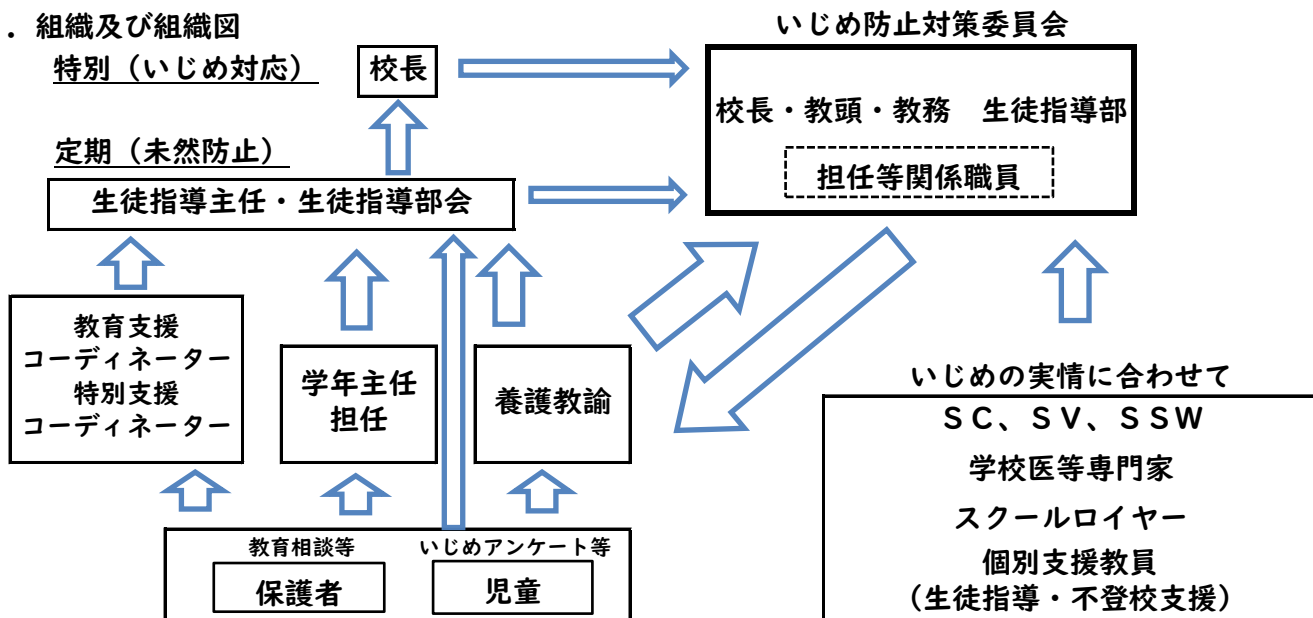 ．組織及び組織図
いじめ防止対策委員会
特別（いじめ対応）
校長
校長・教頭・教務　生徒指導部
担任等関係職員
定期（未然防止）
生徒指導主任・生徒指導部会
教育支援
コーディネーター
特別支援
コーディネーター
学年主任
担任
養護教諭
いじめの実情に合わせて
ＳＣ、ＳＶ、ＳＳＷ
学校医等専門家
スクールロイヤー
個別支援教員
（生徒指導・不登校支援）
教育相談等
保護者
いじめアンケート等
児童